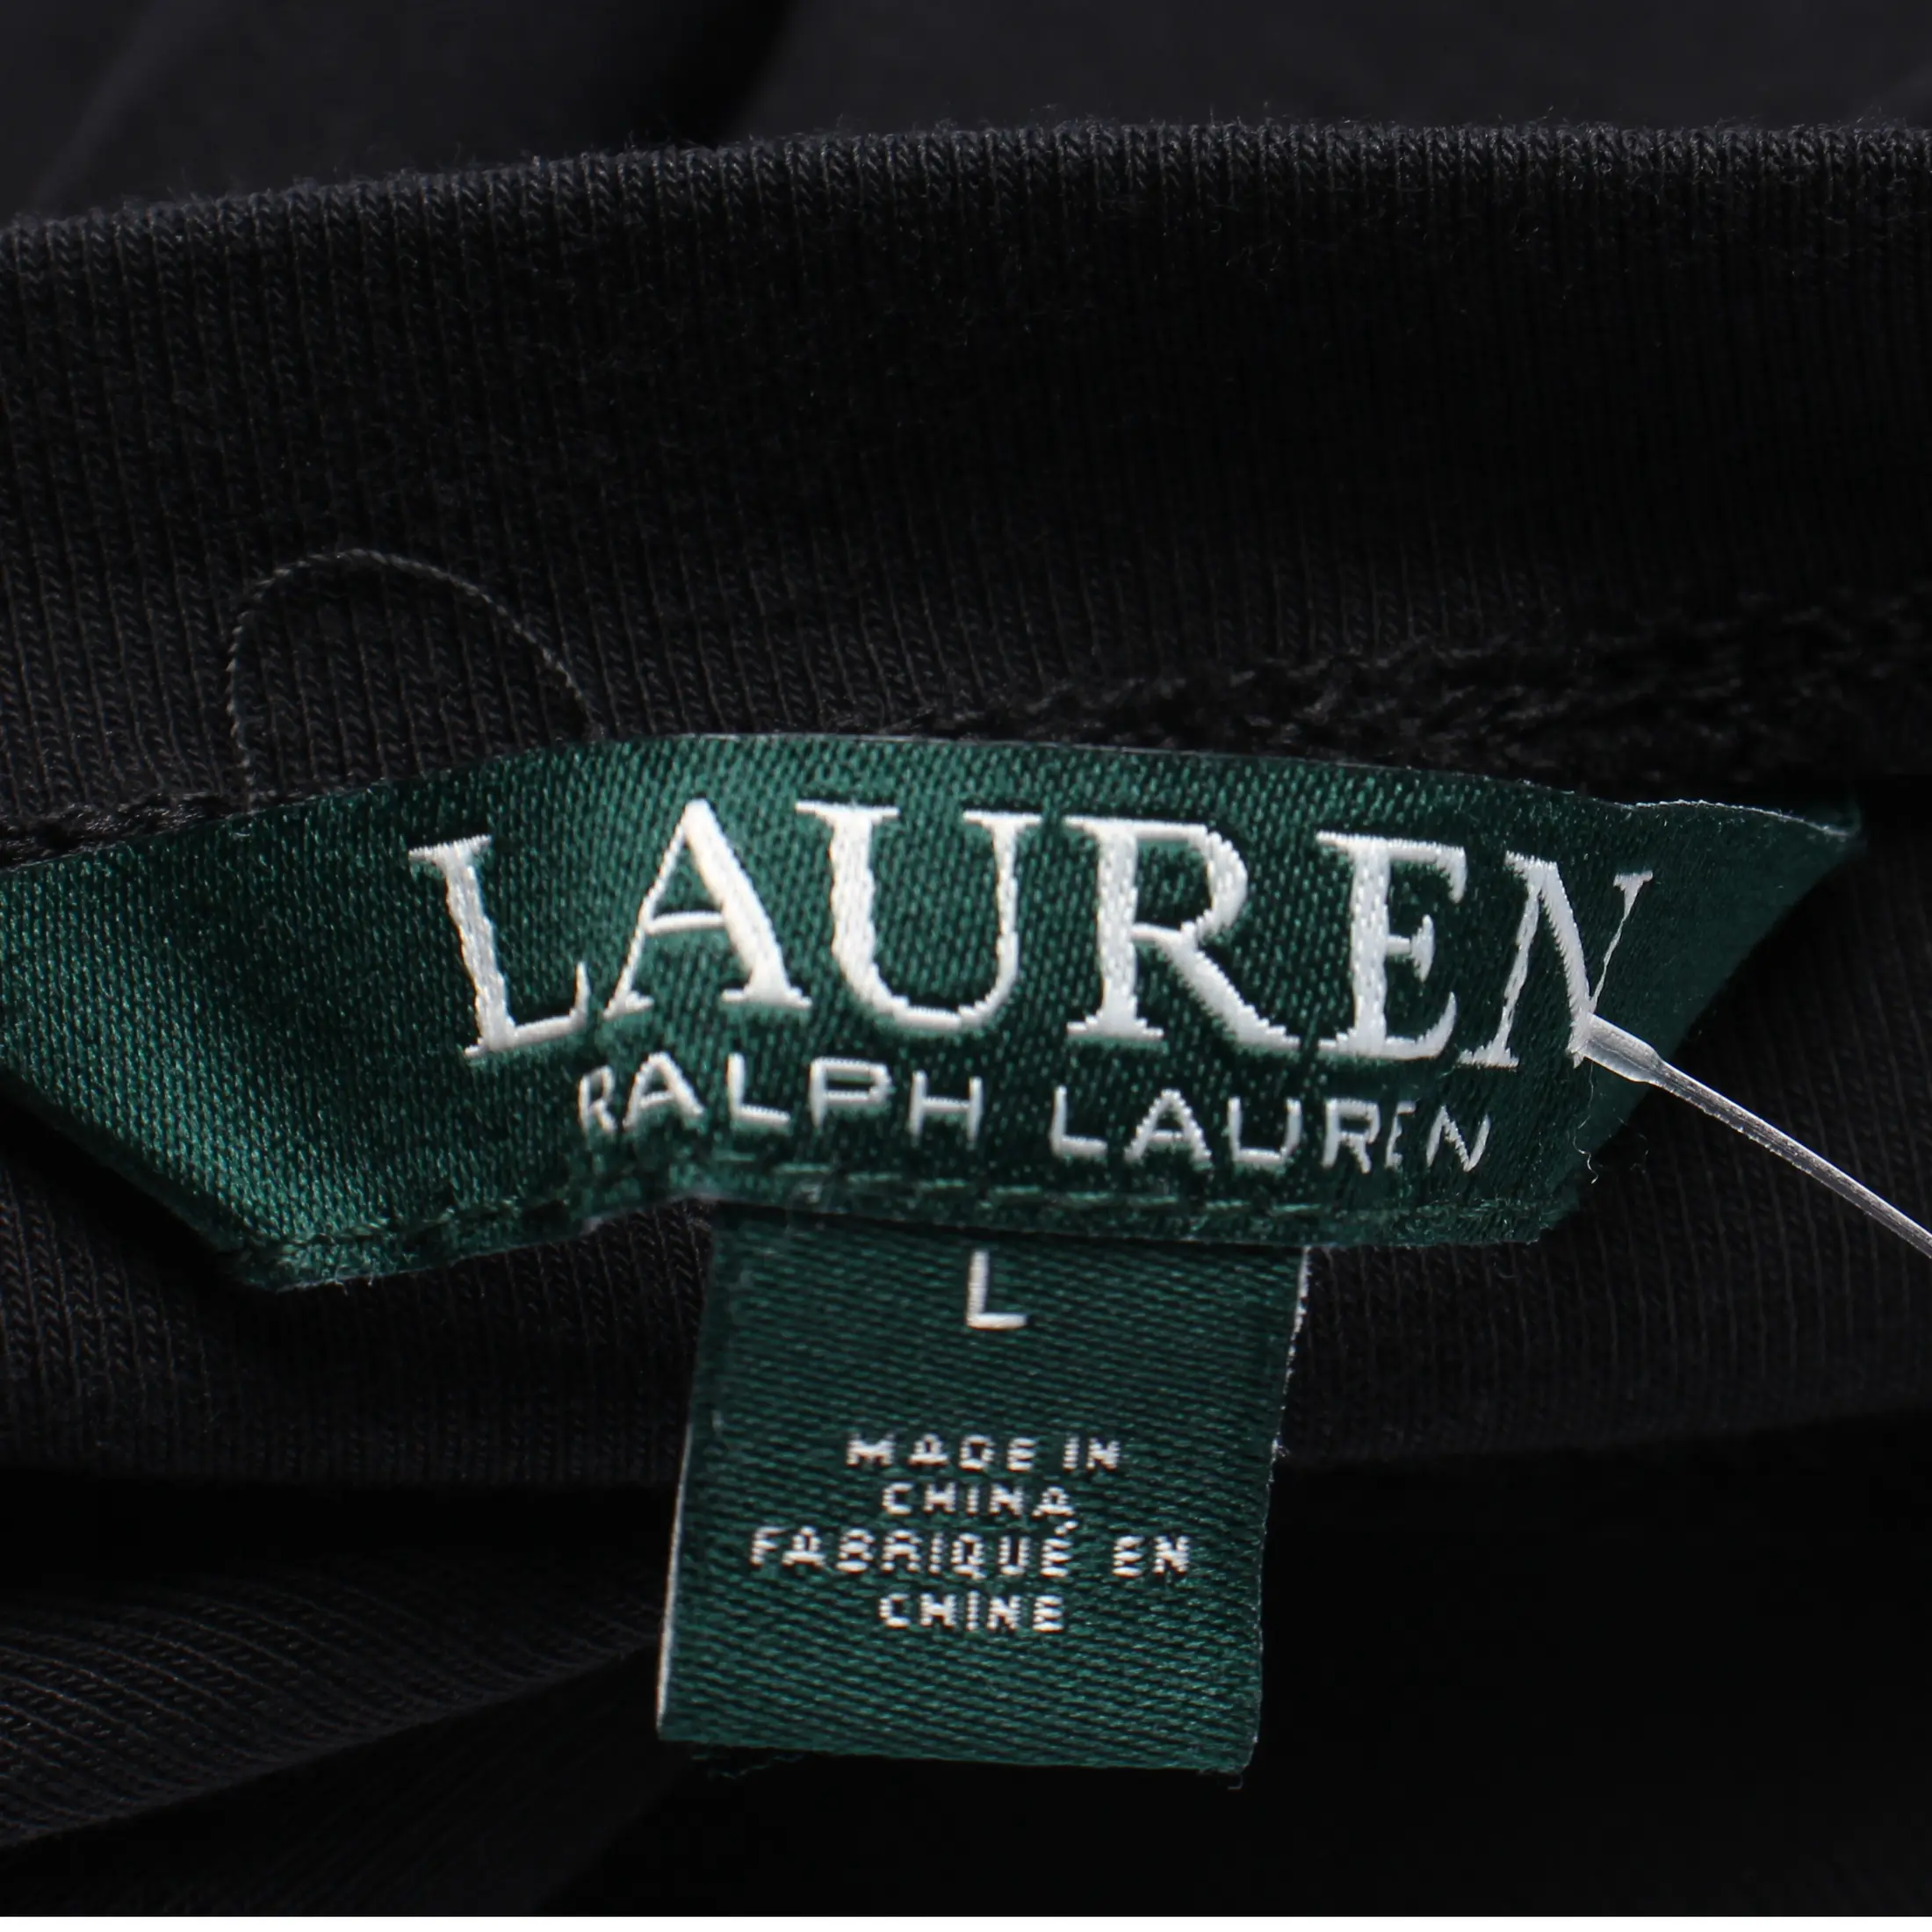 LAUREN
RALPH LAUREN
L
MADE IN
CHINA
FABRIQUÉ EN
CHINE